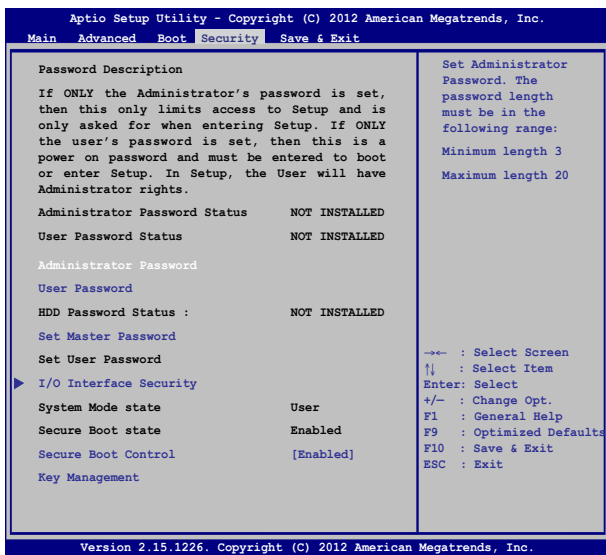 Aptio Setup Utility - Copyright (C) 2012 American Megatrends, Inc.
Main Advanced Boot Security Save & Exit
Password Description
If ONLY the Administrator's password is set,
then this only limits access to Setup and is
only asked for when entering Setup. If ONLY
the user's password is set, then this is a
power on password and must be entered to boot
or enter Setup. In Setup, the User will have
Administrator rights.
Administrator Password Status NOT INSTALLED
User Password Status NOT INSTALLED
Administrator Password
User Password
HDD Password Status : NOT INSTALLED
Set Master Password
Set User Password
I/O Interface Security
System Mode state User
Secure Boot state Enabled
Secure Boot Control [Enabled]
Key Management
Set Administrator
Password. The
password length
must be in the
following range:
Minimum length 3
Maximum length 20
→← : Select Screen
↑↓ : Select Item
Enter: Select
+/— : Change Opt.
F1 : General Help
F9 : Optimized Defaults
F10 : Save & Exit
ESC : Exit
Version 2.15.1226. Copyright (C) 2012 American Megatrends, Inc.